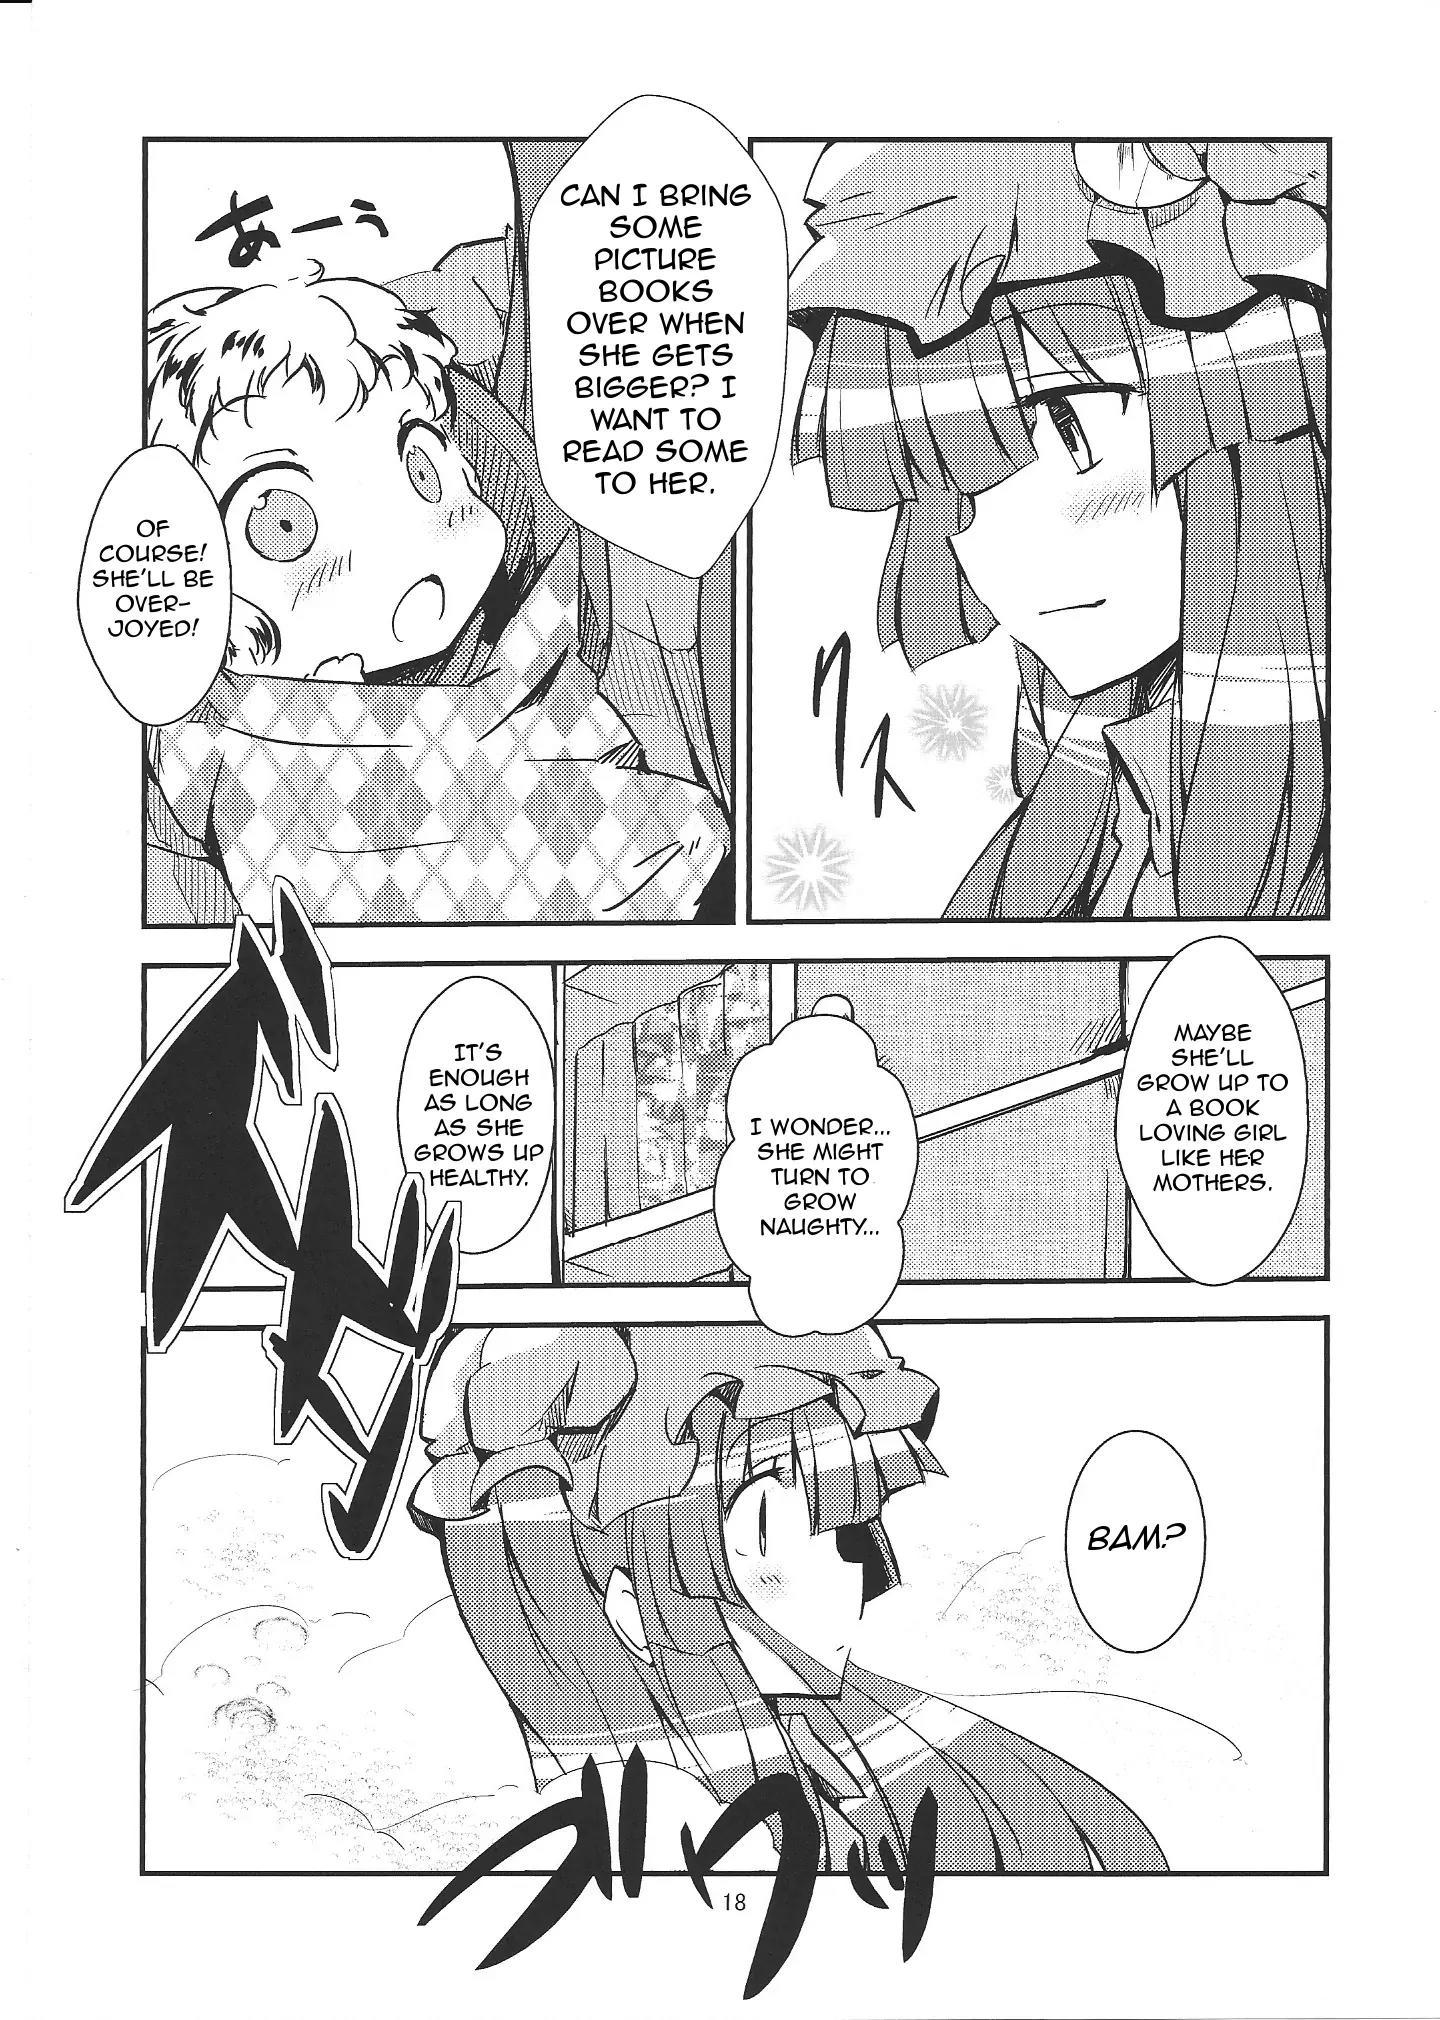 CAN I BRING
SOME
PICTURE
BOOKS
OVER WHEN
SHE GETS
BIGGER? I
WANT TO
READ SOME
TO HER.
クス
あーぅ
OF
COURSE!
SHE'LL BE
OVER-
JOYED!
MAYBE
SHE'LL
GROW UP TO
A BOOK
LOVING GIRL
LIKE HER
MOTHERS.
I WONDER...
SHE MIGHT
TURN TO
GROW
NAUGHTY...
IT'S
ENOUGH
AS LONG
AS SHE
GROWS UP
HEALTHY.
BAM?
18